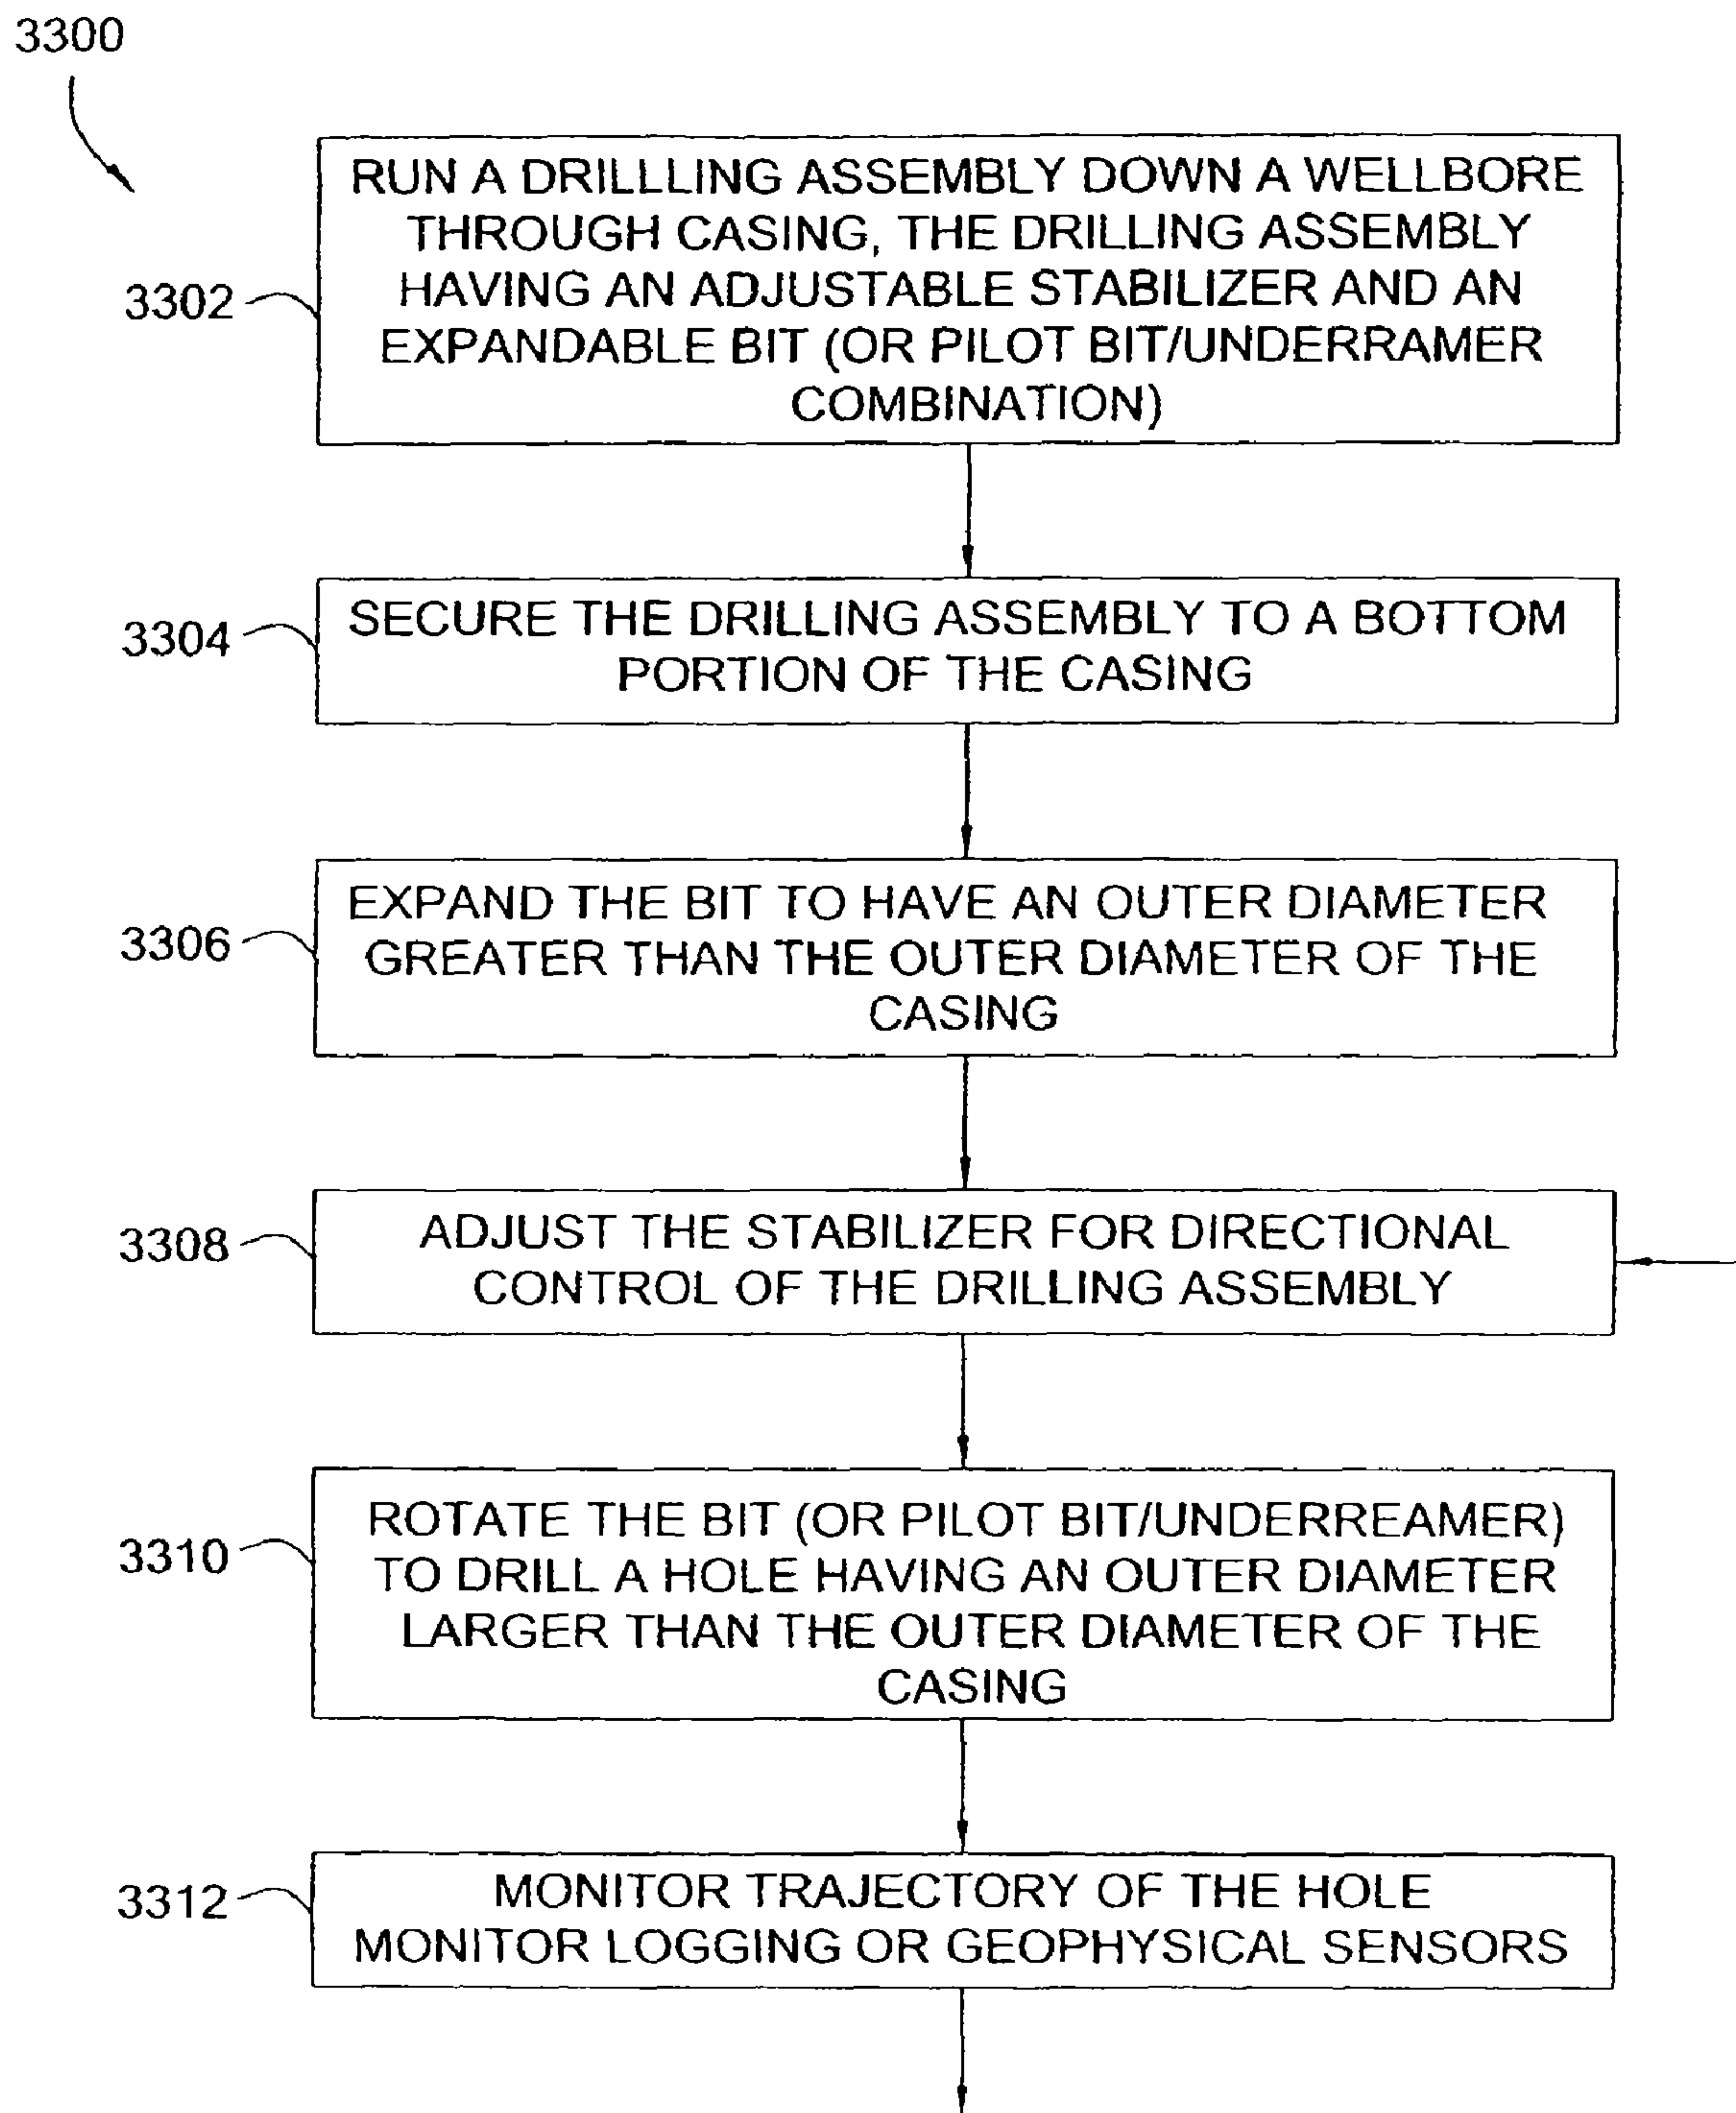 3300
RUN A DRILLLING ASSEMBLY DOWN A WELLBORE
THROUGH CASING, THE DRILLING ASSEMBLY
HAVING AN ADJUSTABLE STABILIZER AND AN
EXPANDABLE BIT (OR PILOT BIT/UNDERRAMER
COMBINATION)
3302
SECURE THE DRILLING ASSEMBLY TO A BOTTOM
PORTION OF THE CASING
3304
EXPAND THE BIT TO HAVE AN OUTER DIAMETER
GREATER THAN THE OUTER DIAMETER OF THE
CASING
3306
ADJUST THE STABILIZER FOR DIRECTIONAL
CONTROL OF THE DRILLING ASSEMBLY
3308
ROTATE THE BIT (OR PILOT BIT/UNDERREAMER)
TO DRILL A HOLE HAVING AN OUTER DIAMETER
LARGER THAN THE OUTER DIAMETER OF THE
CASING
3310
MONITOR TRAJECTORY OF THE HOLE
MONITOR LOGGING OR GEOPHYSICAL SENSORS
3312